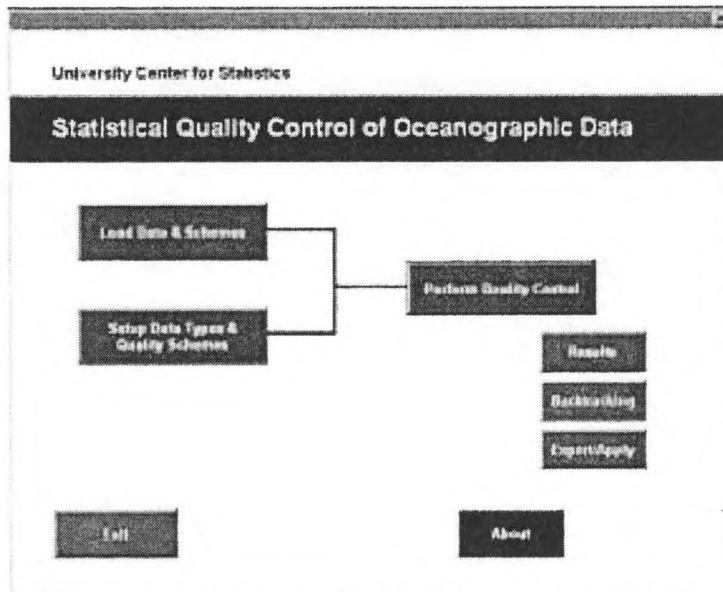 University Center for Statistics
Statistical Quality Control of Oceanographic Data
Load Data & Schemes
Perform Quality Control
Setup Data Types &
Quality Schemes
Results
Backtracking
Export/Apply
Exit
About